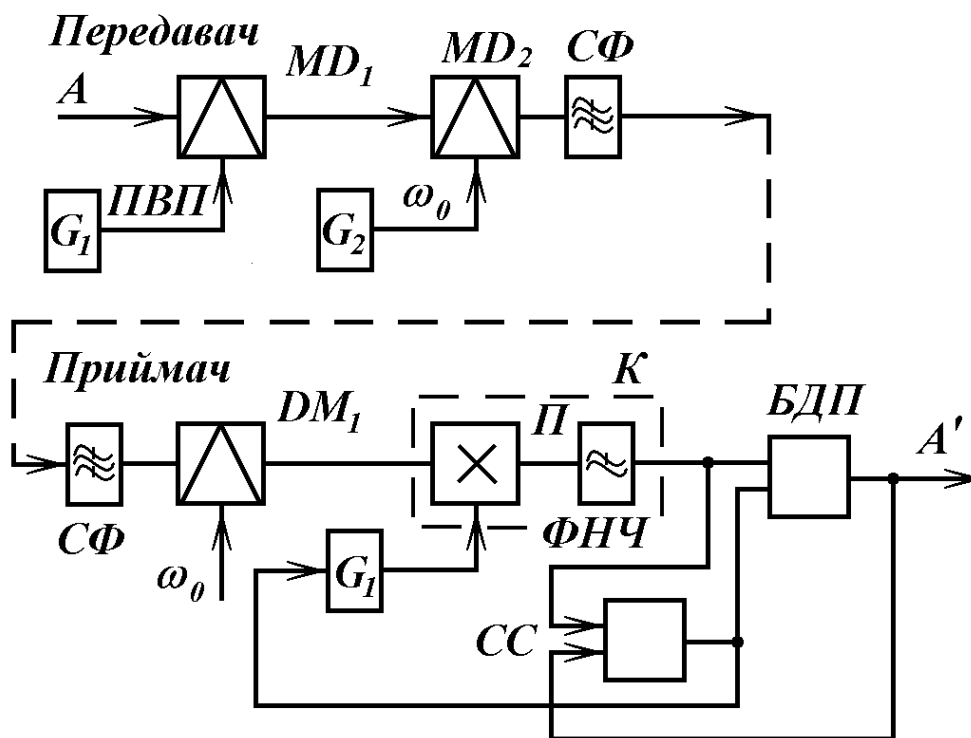 Передавач
A
MD₁
MD₂
СФ
G₁
ПВП
G₂
ω₀
Приймач
DM₁
К
П
БДП
A'
СФ
ω₀
G₁
ФНЧ
СС